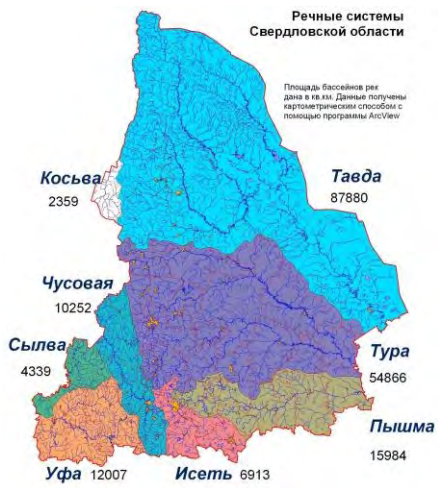 Речные системы
Свердловской области
Площадь бассейнов рек
дана в кв.км. Данные получены
картометрическим способом с
помощью программы ArcView
Косьва
2359
Тавда
87880
Чусовая
10252
Сылва
4339
Тура
54866
Пышма
15984
Уфа 12007
Исеть 6913